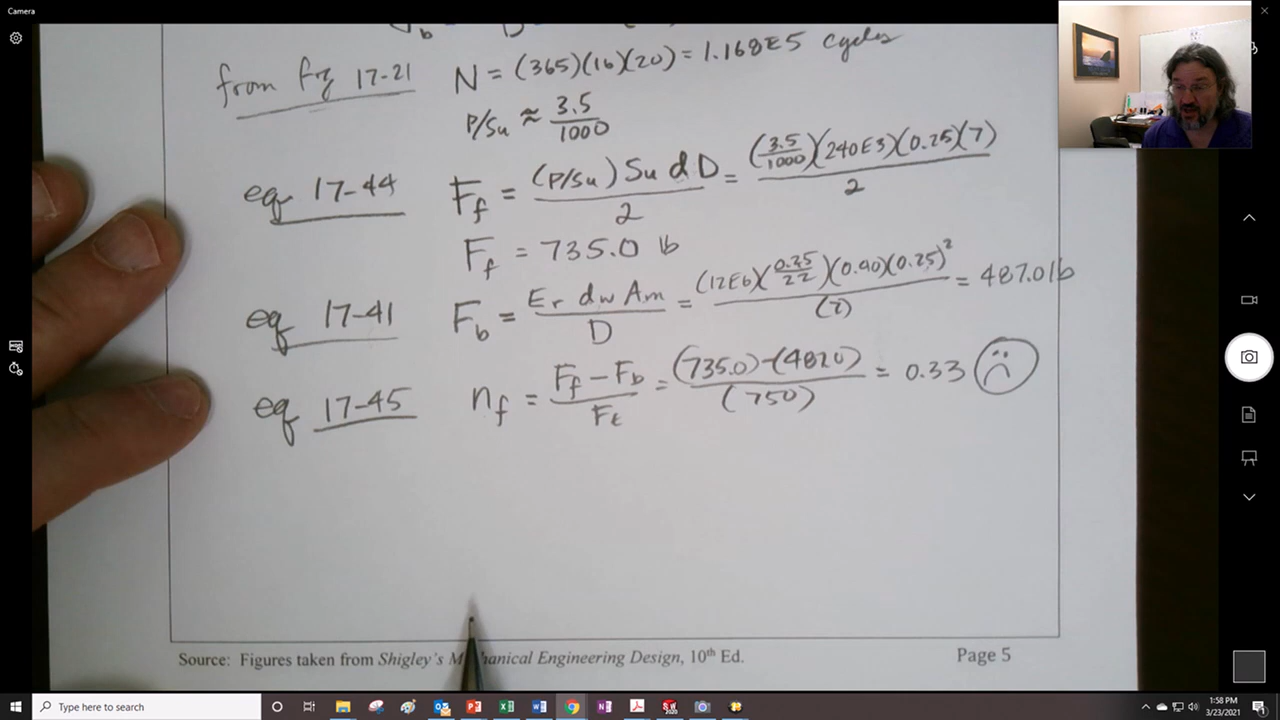 Camera
from Fig 17-21 N = (365)(16)(20) = 1.168E5 cycles
P/Su ≈ 3.5/1000
eq 17-44 Ff = (P/Su) Su d D / 2 = (3.5/1000)(240E3)(0.25)(7) / 2
Ff = 735.0 lb
eq 17-41 Fb = Er dw Am / D = (12E6)(0.25/22)(0.40)(0.25)² / (7) = 487.0 lb
eq 17-45 nf = Ff - Fb / Ft = (735.0)-(487.0) / (750) = 0.33
Source: Figures taken from Shigley's Mechanical Engineering Design, 10th Ed. Page 5
Type here to search
1:58 PM
3/23/2021